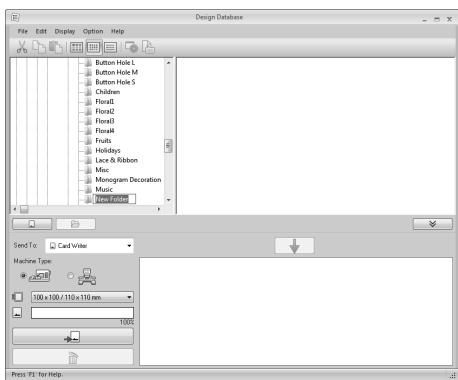 Design Database
File Edit Display Option Help
Button Hole L
Button Hole M
Button Hole S
Children
Floral1
Floral2
Floral3
Floral4
Fruits
Holidays
Lace & Ribbon
Misc
Monogram Decoration
Music
New Folder
Send To: Card Writer
Machine Type:
100 x 100 / 110 x 110 mm
100%
Press 'F1' for Help.